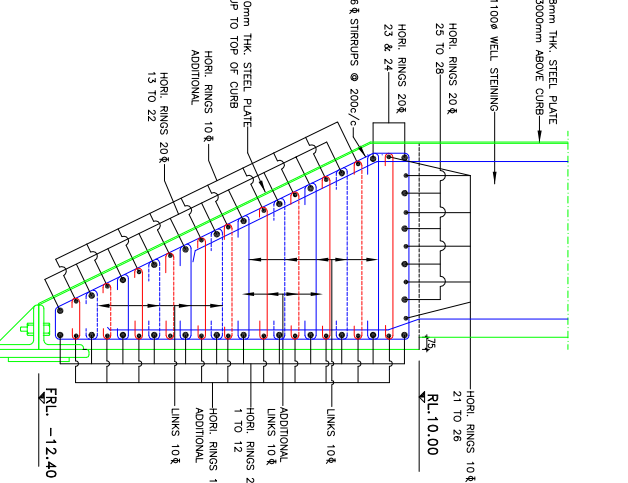 8mm THK. STEEL PLATE
3000mm ABOVE CURB
1100Ø WELL STEINING
HORI. RINGS 20ϕ
25 TO 28
HORI. RINGS 20ϕ
23 & 24
6ϕ STIRRUPS @ 200c/c
0mm THK. STEEL PLATE
UP TO TOP OF CURB
HORI. RINGS 10ϕ
ADDITIONAL
HORI. RINGS 20ϕ
13 TO 22
75
HORI. RINGS 10ϕ
21 TO 26
RL.10.00
LINKS 10ϕ
ADDITIONAL
LINKS 10ϕ
HORI. RINGS 2
1 TO 12
HORI. RINGS 1
ADDITIONAL
LINKS 10ϕ
FRL. -12.40